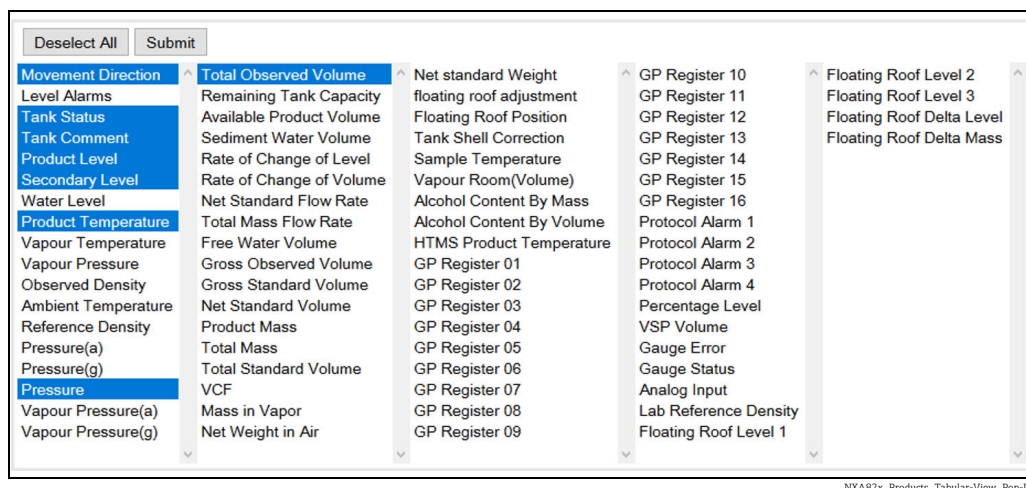 Deselect All Submit
Movement Direction
Level Alarms
Tank Status
Tank Comment
Product Level
Secondary Level
Water Level
Product Temperature
Vapour Temperature
Vapour Pressure
Observed Density
Ambient Temperature
Reference Density
Pressure(a)
Pressure(g)
Pressure
Vapour Pressure(a)
Vapour Pressure(g)
Total Observed Volume
Remaining Tank Capacity
Available Product Volume
Sediment Water Volume
Rate of Change of Level
Rate of Change of Volume
Net Standard Flow Rate
Total Mass Flow Rate
Free Water Volume
Gross Observed Volume
Gross Standard Volume
Net Standard Volume
Product Mass
Total Mass
Total Standard Volume
VCF
Mass in Vapor
Net Weight in Air
Net standard Weight
floating roof adjustment
Floating Roof Position
Tank Shell Correction
Sample Temperature
Vapour Room(Volume)
Alcohol Content By Mass
Alcohol Content By Volume
HTMS Product Temperature
GP Register 01
GP Register 02
GP Register 03
GP Register 04
GP Register 05
GP Register 06
GP Register 07
GP Register 08
GP Register 09
GP Register 10
GP Register 11
GP Register 12
GP Register 13
GP Register 14
GP Register 15
GP Register 16
Protocol Alarm 1
Protocol Alarm 2
Protocol Alarm 3
Protocol Alarm 4
Percentage Level
VSP Volume
Gauge Error
Gauge Status
Analog Input
Lab Reference Density
Floating Roof Level 1
Floating Roof Level 2
Floating Roof Level 3
Floating Roof Delta Level
Floating Roof Delta Mass